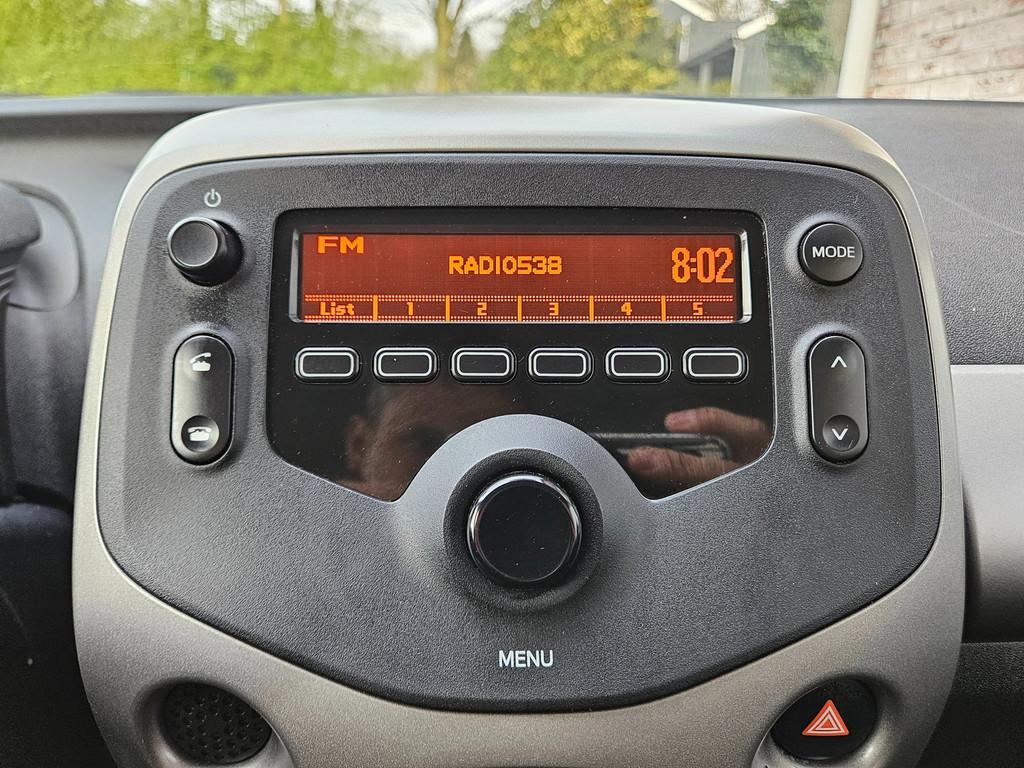 FM
RADIO538
8:02
List 1 2 3 4 5
MODE
MENU